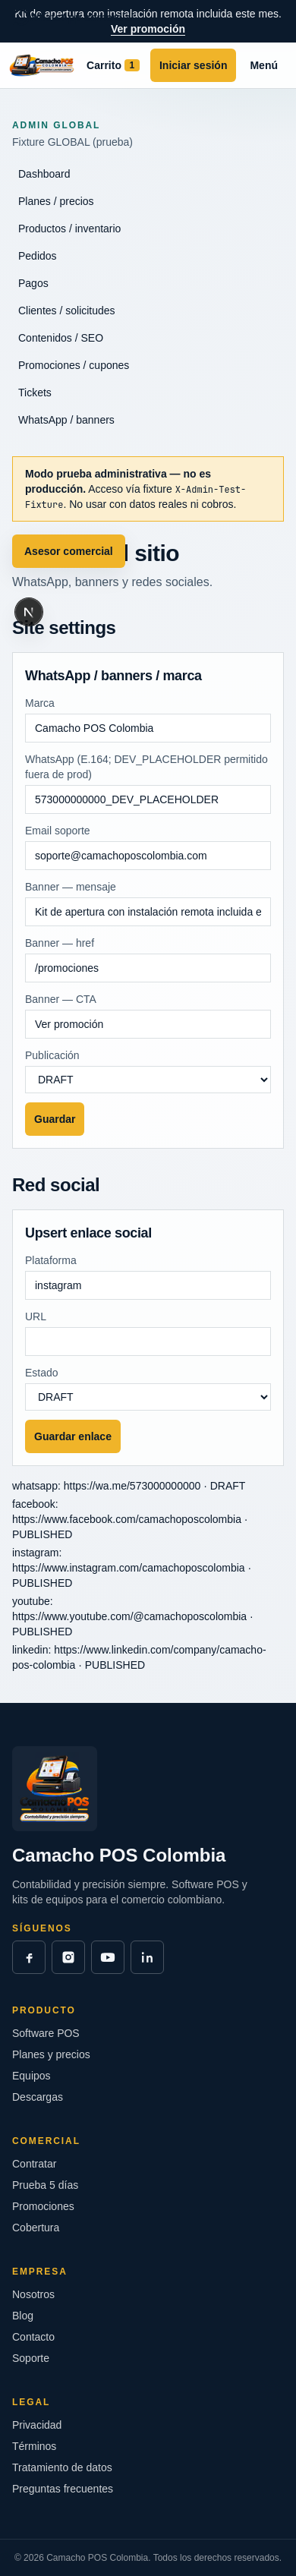 Kit de apertura con instalación remota incluida este mes.
Ver promoción
Carrito 1
Iniciar sesión
Menú
ADMIN GLOBAL
Fixture GLOBAL (prueba)
Dashboard
Planes / precios
Productos / inventario
Pedidos
Pagos
Clientes / solicitudes
Contenidos / SEO
Promociones / cupones
Tickets
WhatsApp / banners
Modo prueba administrativa — no es
producción. Acceso vía fixture X-Admin-Test-
Fixture. No usar con datos reales ni cobros.
Asesor comercial
sitio
WhatsApp, banners y redes sociales.
N
Site settings
WhatsApp / banners / marca
Marca
Camacho POS Colombia
WhatsApp (E.164; DEV_PLACEHOLDER permitido
fuera de prod)
573000000000_DEV_PLACEHOLDER
Email soporte
soporte@camachoposcolombia.com
Banner — mensaje
Kit de apertura con instalación remota incluida e
Banner — href
/promociones
Banner — CTA
Ver promoción
Publicación
DRAFT
Guardar
Red social
Upsert enlace social
Plataforma
instagram
URL
Estado
DRAFT
Guardar enlace
whatsapp: https://wa.me/573000000000 · DRAFT
facebook:
https://www.facebook.com/camachoposcolombia ·
PUBLISHED
instagram:
https://www.instagram.com/camachoposcolombia ·
PUBLISHED
youtube:
https://www.youtube.com/@camachoposcolombia ·
PUBLISHED
linkedin: https://www.linkedin.com/company/camacho-
pos-colombia · PUBLISHED
Camacho POS
COLOMBIA
Contabilidad y precisión siempre
Camacho POS Colombia
Contabilidad y precisión siempre. Software POS y
kits de equipos para el comercio colombiano.
SÍGUENOS
PRODUCTO
Software POS
Planes y precios
Equipos
Descargas
COMERCIAL
Contratar
Prueba 5 días
Promociones
Cobertura
EMPRESA
Nosotros
Blog
Contacto
Soporte
LEGAL
Privacidad
Términos
Tratamiento de datos
Preguntas frecuentes
© 2026 Camacho POS Colombia. Todos los derechos reservados.